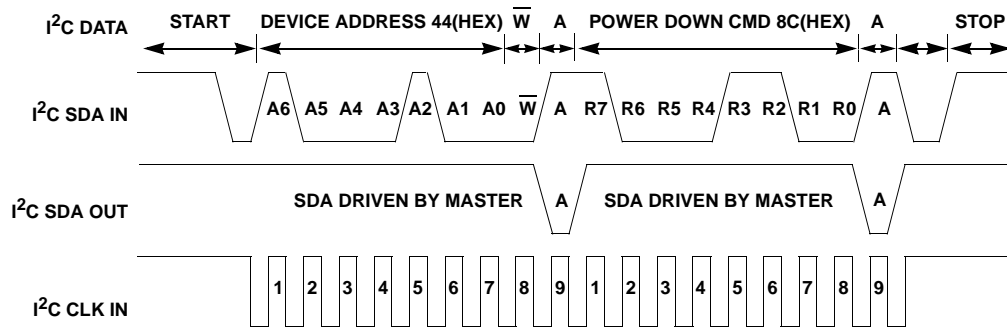 I²C DATA START DEVICE ADDRESS 44(HEX) W̅ A POWER DOWN CMD 8C(HEX) A STOP
I²C SDA IN A6 A5 A4 A3 A2 A1 A0 W̅ A R7 R6 R5 R4 R3 R2 R1 R0 A
I²C SDA OUT SDA DRIVEN BY MASTER A SDA DRIVEN BY MASTER A
I²C CLK IN 1 2 3 4 5 6 7 8 9 1 2 3 4 5 6 7 8 9